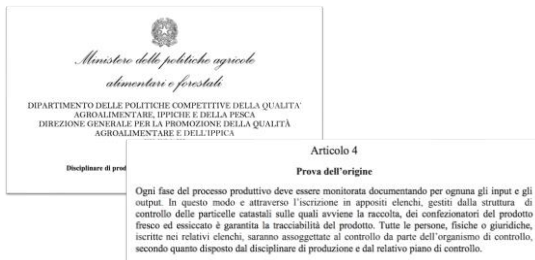 Ministero delle politiche agricole
alimentari e forestali
DIPARTIMENTO DELLE POLITICHE COMPETITIVE DELLA QUALITA'
AGROALIMENTARE, IPPICHE E DELLA PESCA
DIREZIONE GENERALE PER LA PROMOZIONE DELLA QUALITÀ
AGROALIMENTARE E DELL'IPPICA
Disciplinare di prod
Articolo 4
Prova dell'origine
Ogni fase del processo produttivo deve essere monitorata documentando per ognuna gli input e gli
output. In questo modo e attraverso l'iscrizione in appositi elenchi, gestiti dalla struttura di
controllo delle particelle catastali sulle quali avviene la raccolta, dei confezionatori del prodotto
fresco ed essiccato è garantita la tracciabilità del prodotto. Tutte le persone, fisiche o giuridiche,
iscritte nei relativi elenchi, saranno assoggettate al controllo da parte dell'organismo di controllo,
secondo quanto disposto dal disciplinare di produzione e dal relativo piano di controllo.